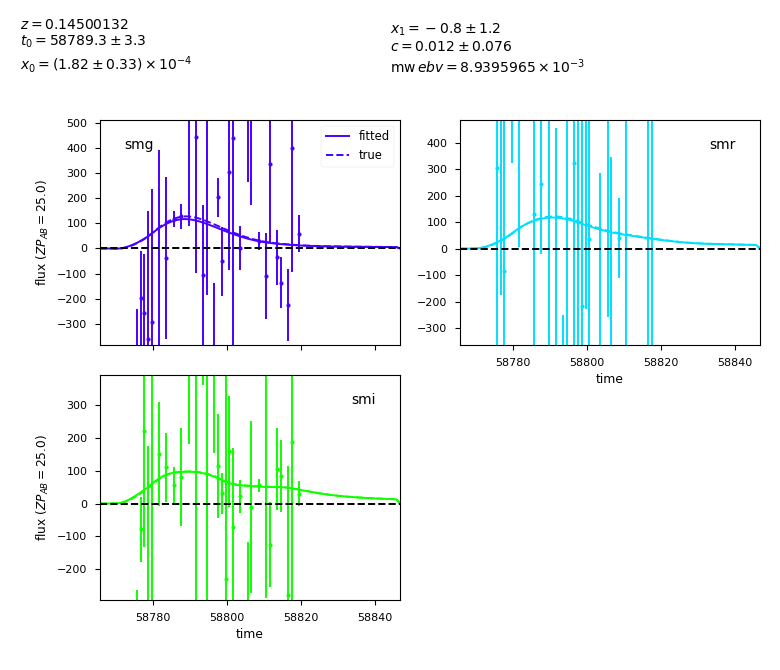 z = 0.14500132
t₀ = 58789.3 ± 3.3
x₀ = (1.82 ± 0.33) × 10⁻⁴
x₁ = −0.8 ± 1.2
c = 0.012 ± 0.076
mw ebv = 8.9395965 × 10⁻³
smg
fitted
true
500
400
300
200
100
0
−100
−200
−300
flux (ZP_AB = 25.0)
smr
400
300
200
100
0
−100
−200
−300
58780
58800
58820
58840
time
smi
300
200
100
0
−100
−200
flux (ZP_AB = 25.0)
58780
58800
58820
58840
time